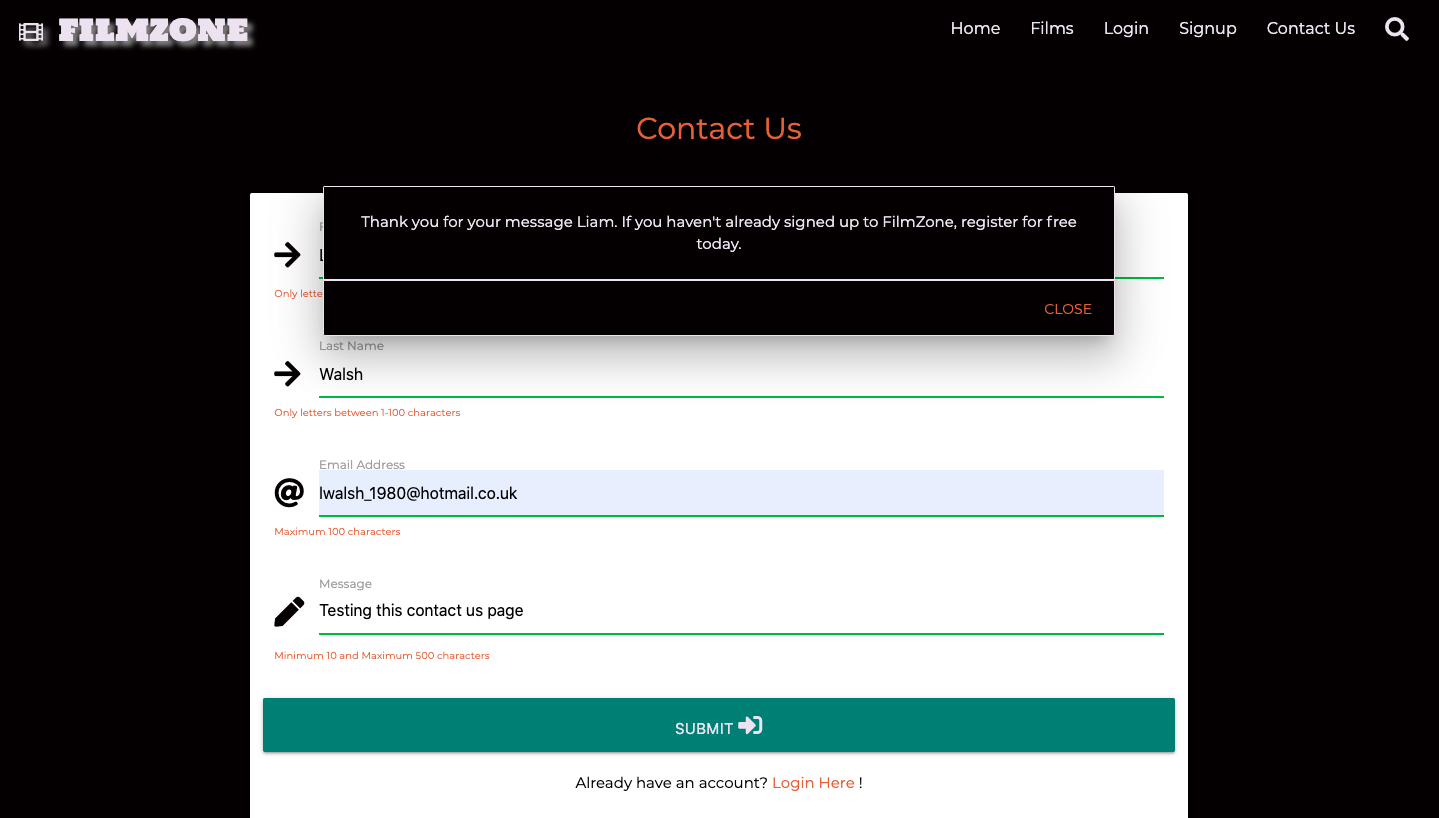 FILMZONE
Home Films Login Signup Contact Us
Contact Us
Thank you for your message Liam. If you haven't already signed up to FilmZone, register for free
today.
Only lette
CLOSE
Last Name
Walsh
Only letters between 1-100 characters
Email Address
lwalsh_1980@hotmail.co.uk
Maximum 100 characters
Message
Testing this contact us page
Minimum 10 and Maximum 500 characters
SUBMIT
Already have an account? Login Here !